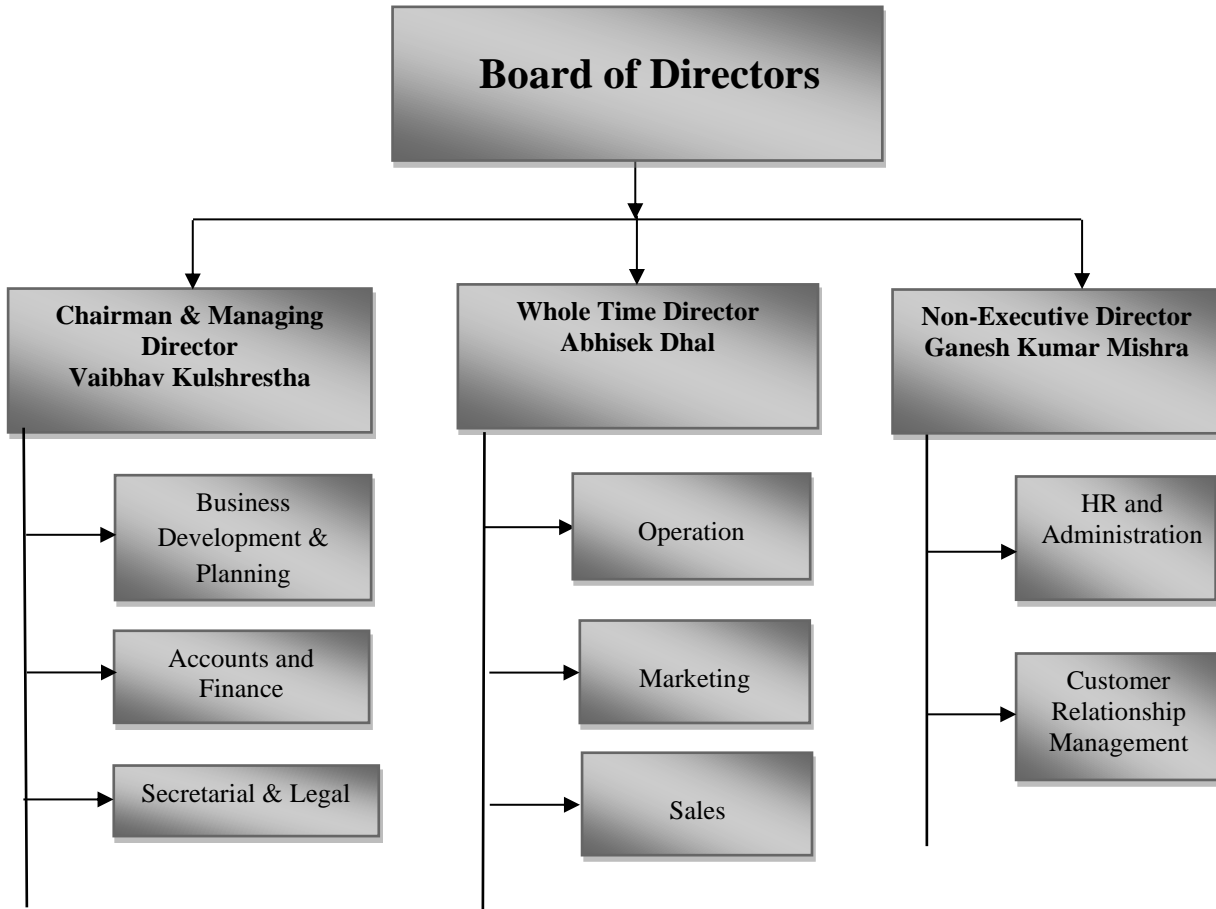 Board of Directors
Chairman & Managing
Director
Vaibhav Kulshrestha
Business
Development &
Planning
Accounts and
Finance
Secretarial & Legal
Whole Time Director
Abhisek Dhal
Operation
Marketing
Sales
Non-Executive Director
Ganesh Kumar Mishra
HR and
Administration
Customer
Relationship
Management